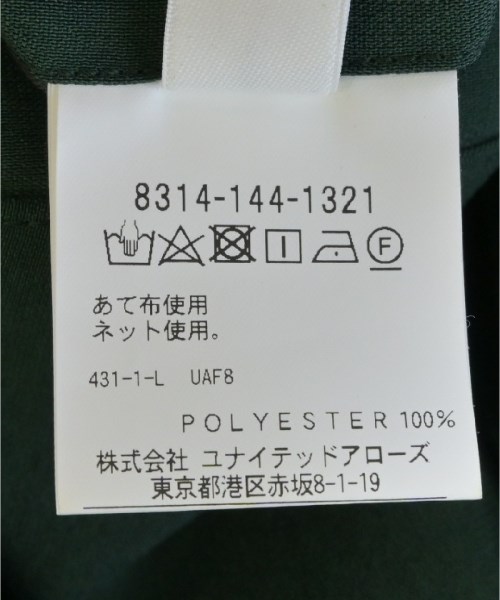 8314-144-1321
F
あて布使用
ネット使用。
431-1-L UAF8
POLYESTER 100%
株式会社 ユナイテッドアローズ
東京都港区赤坂8-1-19